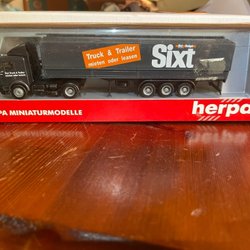 Truck & Trailer
mieten oder leasen
Sixt
PA MINIATURMODELLE
herpa